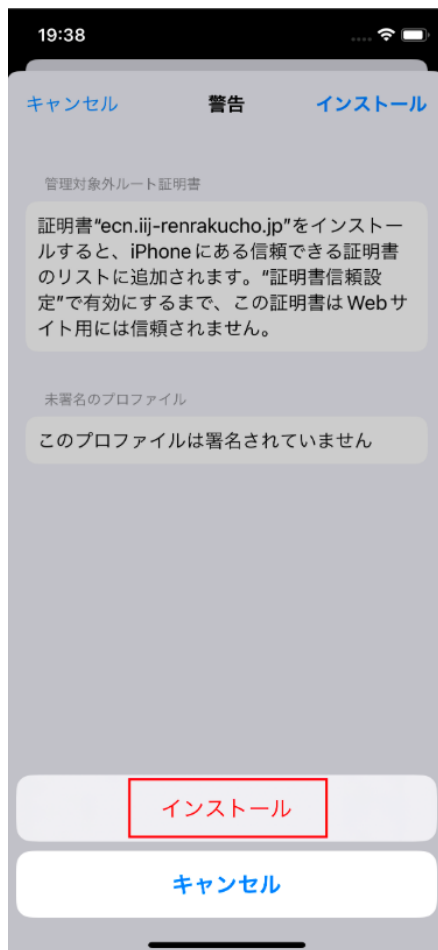 19:38
キャンセル 警告 インストール
管理対象外ルート証明書
証明書“ecn.iij-renrakucho.jp”をインストー
ルすると、iPhoneにある信頼できる証明書
のリストに追加されます。“証明書信頼設
定”で有効にするまで、この証明書は Web サ
イト用には信頼されません。
未署名のプロファイル
このプロファイルは署名されていません
インストール
キャンセル